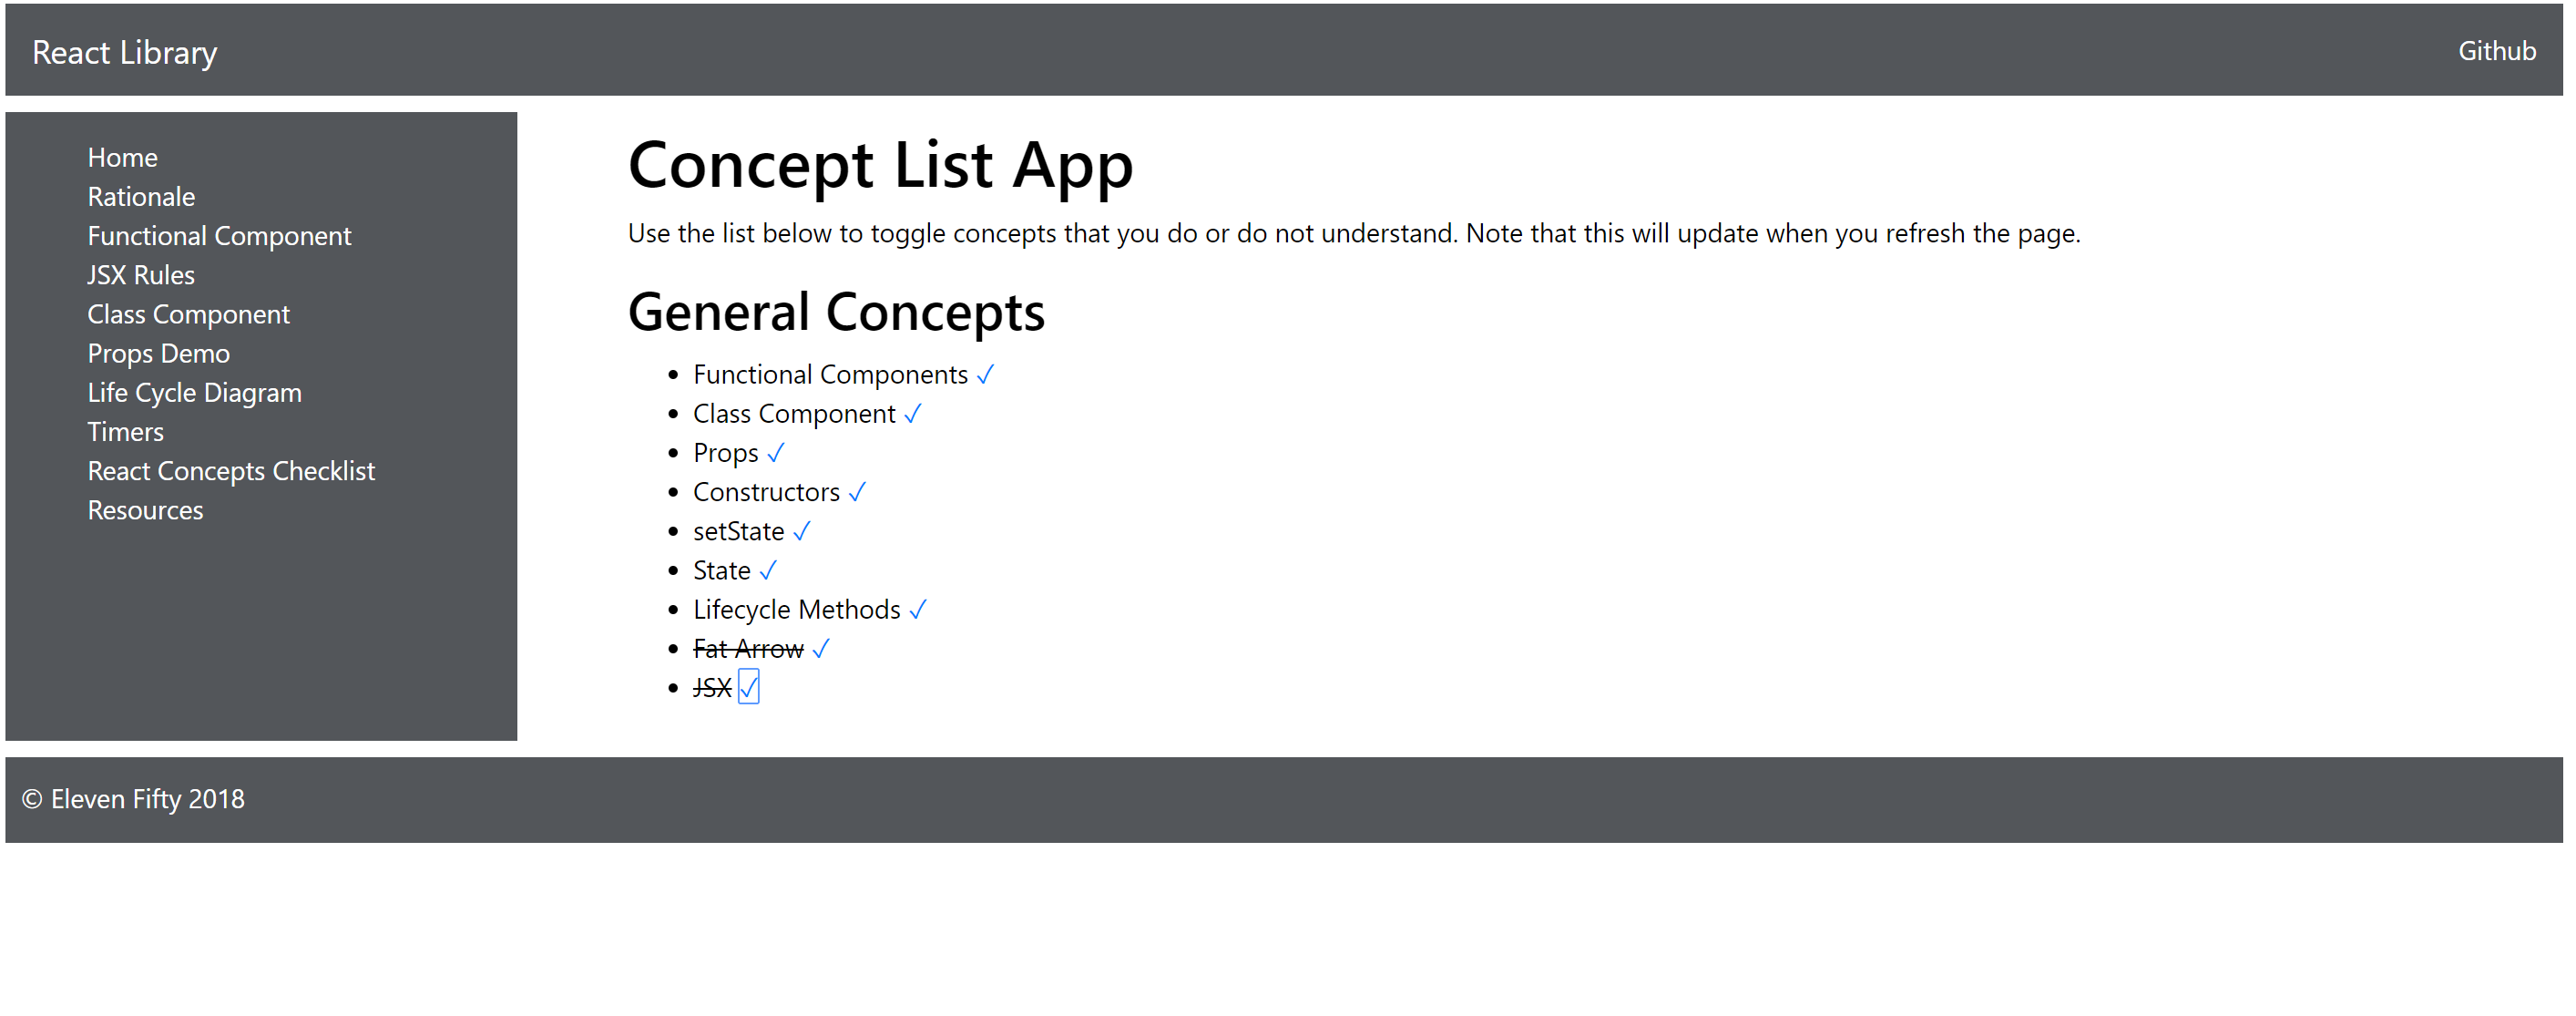 React Library
Github
Home
Rationale
Functional Component
JSX Rules
Class Component
Props Demo
Life Cycle Diagram
Timers
React Concepts Checklist
Resources
Concept List App
Use the list below to toggle concepts that you do or do not understand. Note that this will update when you refresh the page.
General Concepts
• Functional Components ✓
• Class Component ✓
• Props ✓
• Constructors ✓
• setState ✓
• State ✓
• Lifecycle Methods ✓
• Fat Arrow ✓
• JSX ✓
© Eleven Fifty 2018